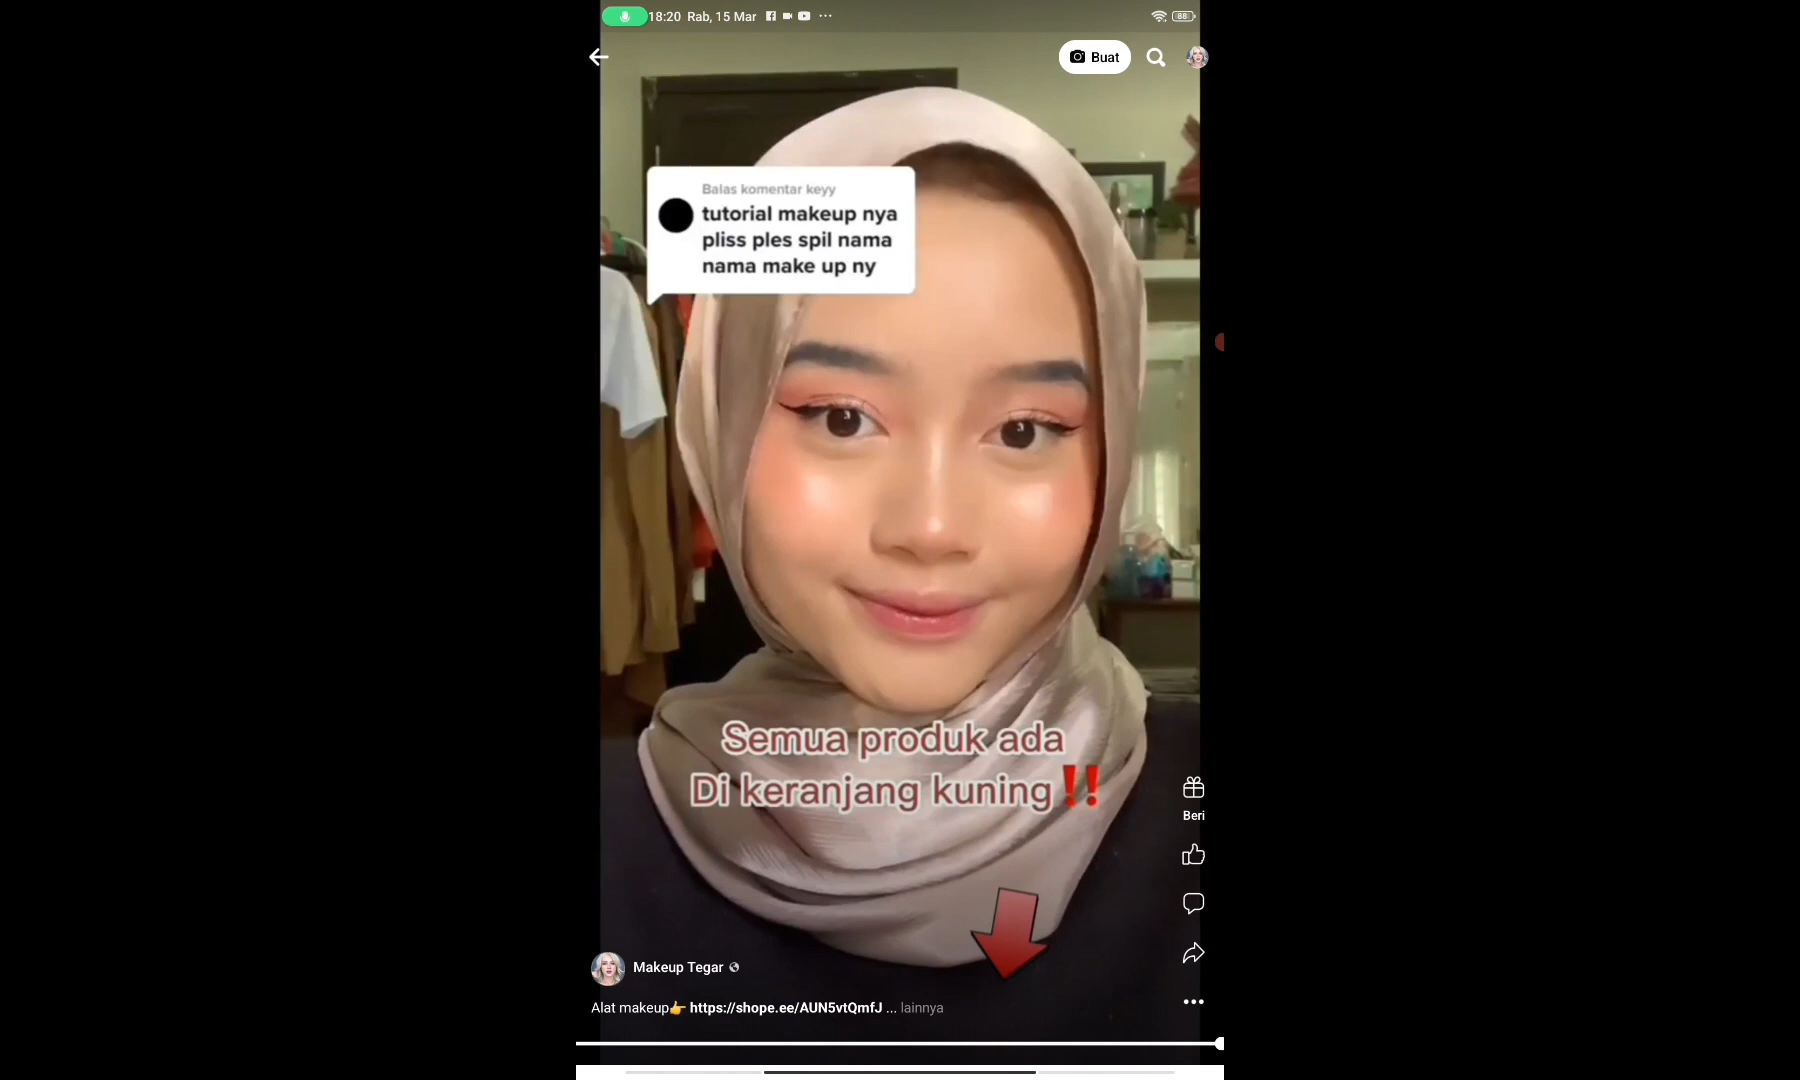 18:20 Rab, 15 Mar ...
88
Buat
Balas komentar keyy
tutorial makeup nya
pliss ples spil nama
nama make up ny
Semua produk ada
Di keranjang kuning‼️
Beri
Makeup Tegar
Alat makeup👉 https://shope.ee/AUN5vtQmfJ ... lainnya